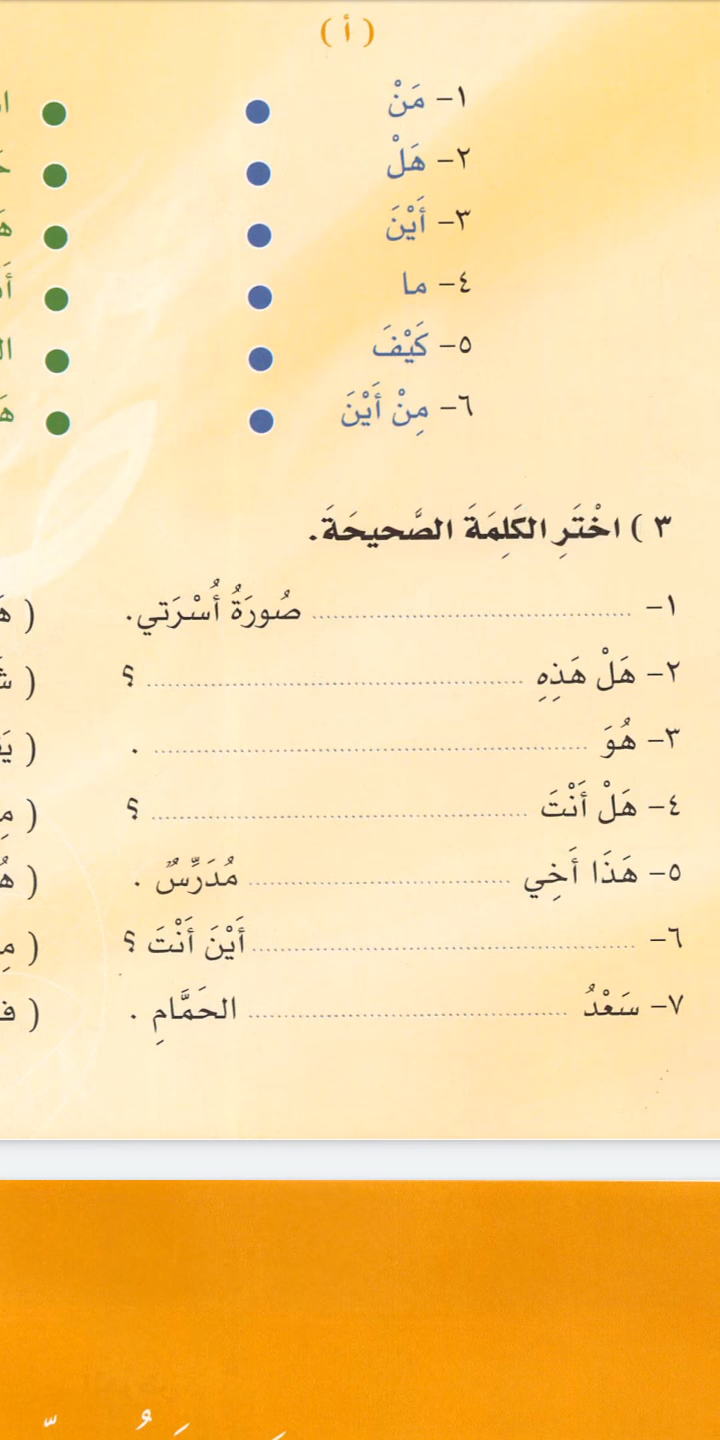 ( أ )
١- مَنْ
٢- هَلْ
٣- أَيْنَ
٤- ما
٥- كَيْفَ
٦- مِنْ أَيْنَ
٣ ) اخْتَرِ الكَلِمَةَ الصَّحيحَةَ.
١- ........................ صُورَةُ أُسْرَتي.
٢- هَلْ هَذِهِ ........................ ؟
٣- هُوَ ........................ .
٤- هَلْ أَنْتَ ........................ ؟
٥- هَذَا أَخِي ........................ مُدَرِّسٌ .
٦- ........................ أَيْنَ أَنْتَ ؟
٧- سَعْدُ ........................ الحَمَّامِ .